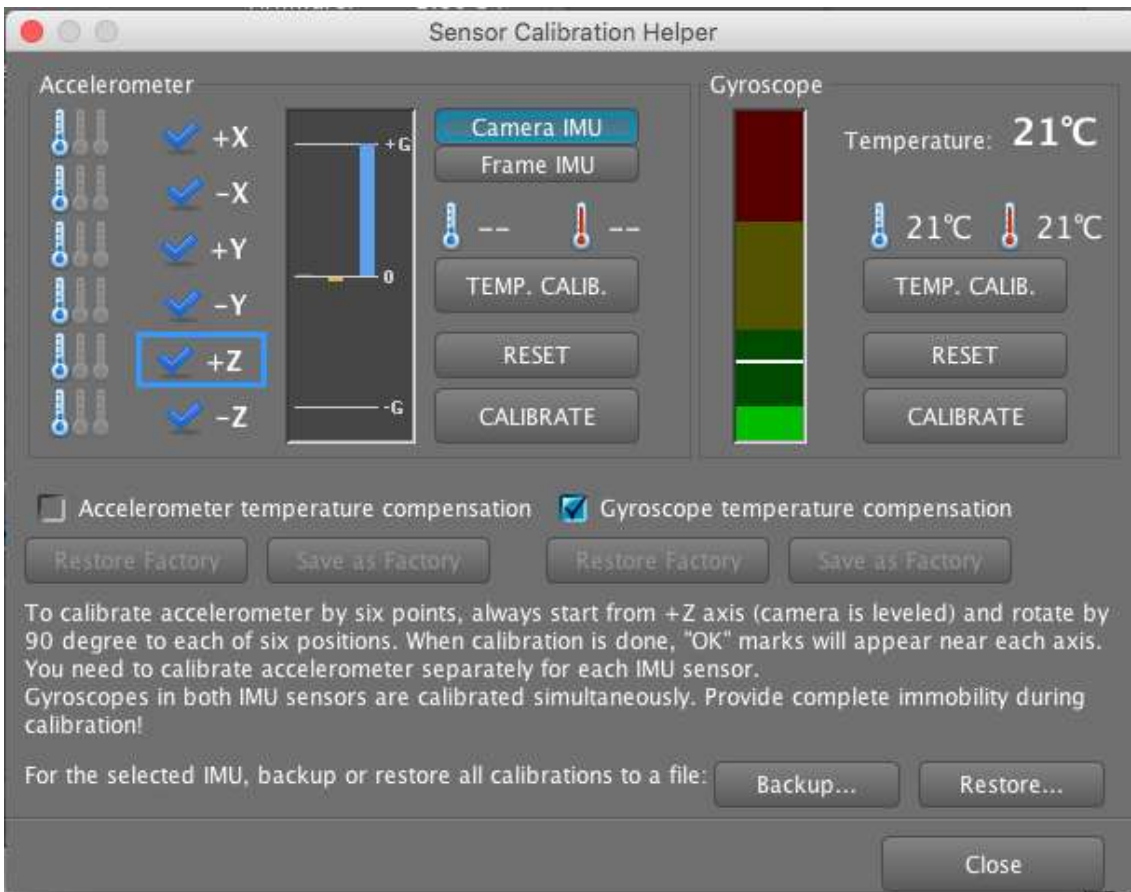 Sensor Calibration Helper
Accelerometer
Gyroscope
+X
-X
+Y
-Y
+Z
-Z
+G
0
-G
Camera IMU
Frame IMU
--
--
TEMP. CALIB.
RESET
CALIBRATE
Temperature: 21°C
21°C
21°C
TEMP. CALIB.
RESET
CALIBRATE
Accelerometer temperature compensation
Gyroscope temperature compensation
Restore Factory
Save as Factory
Restore Factory
Save as Factory
To calibrate accelerometer by six points, always start from +Z axis (camera is leveled) and rotate by
90 degree to each of six positions. When calibration is done, "OK" marks will appear near each axis.
You need to calibrate accelerometer separately for each IMU sensor.
Gyroscopes in both IMU sensors are calibrated simultaneously. Provide complete immobility during
calibration!
For the selected IMU, backup or restore all calibrations to a file:
Backup...
Restore...
Close